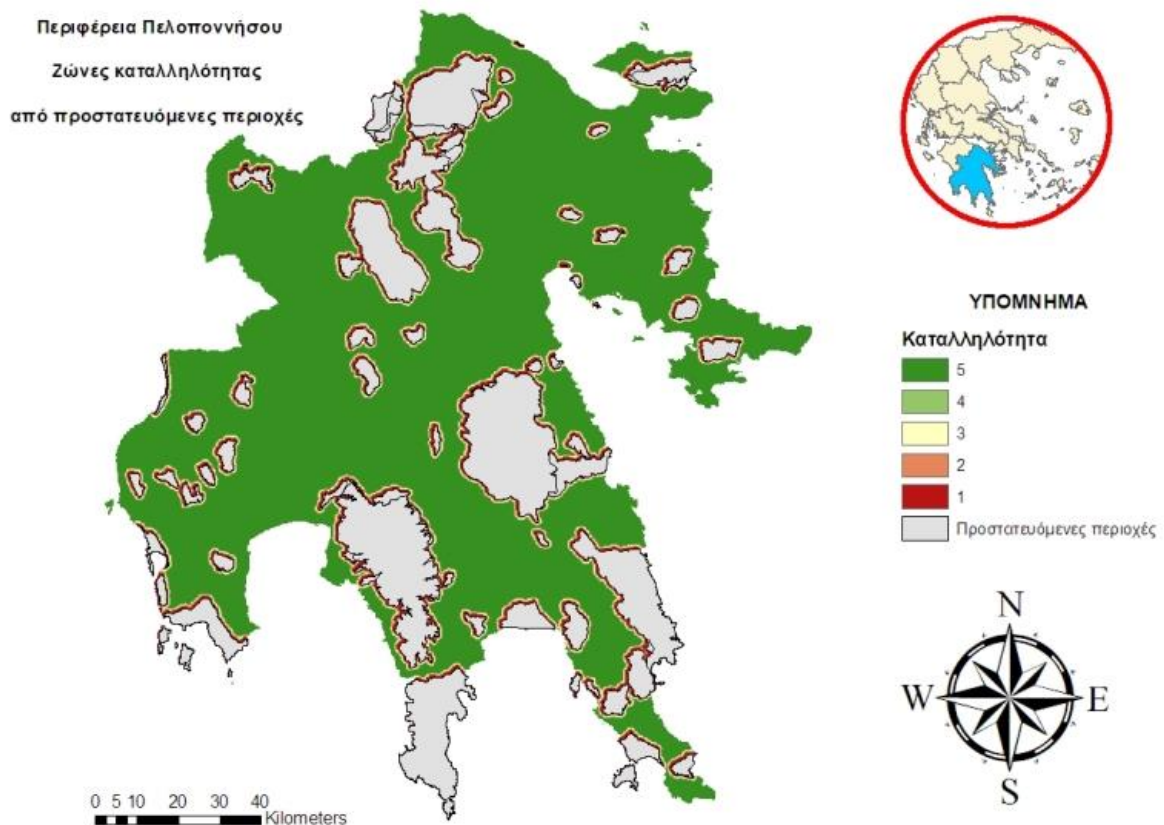 Περιφέρεια Πελοποννήσου
Ζώνες καταλληλότητας
από προστατευόμενες περιοχές
ΥΠΟΜΝΗΜΑ
Καταλληλότητα
5
4
3
2
1
Προστατευόμενες περιοχές
N
W E
S
0 5 10 20 30 40
Kilometers